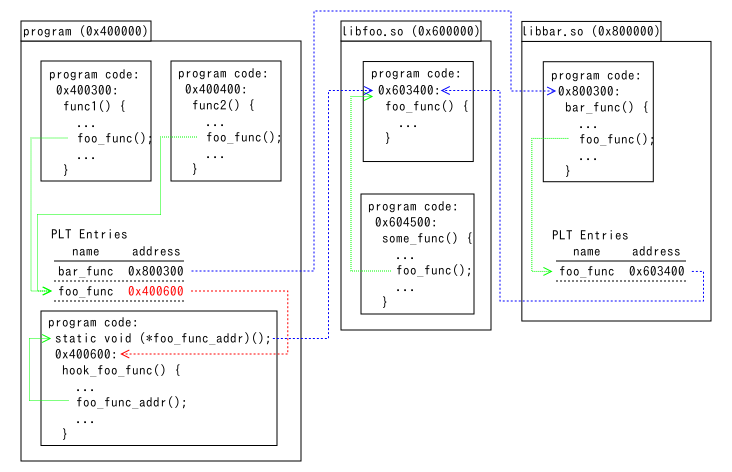 program (0x400000)
program code:
0x400300:
func1() {
...
foo_func();
...
}
program code:
0x400400:
func2() {
...
foo_func();
...
}
PLT Entries
name address
bar_func 0x800300
foo_func 0x400600
program code:
static void (*foo_func_addr)();
0x400600:
hook_foo_func() {
...
foo_func_addr();
...
}
libfoo.so (0x600000)
program code:
0x603400:
foo_func() {
...
}
program code:
0x604500:
some_func() {
...
foo_func();
...
}
libbar.so (0x800000)
program code:
0x800300:
bar_func() {
...
foo_func();
...
}
PLT Entries
name address
foo_func 0x603400